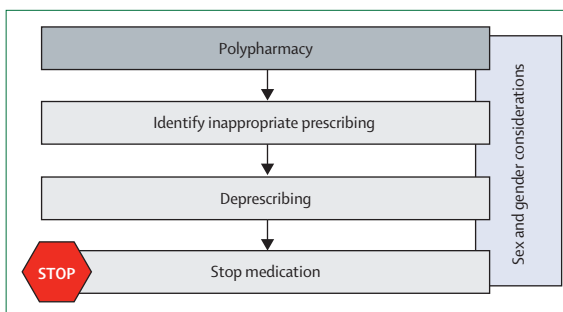 Polypharmacy
Identify inappropriate prescribing
Deprescribing
STOP
Stop medication
Sex and gender considerations